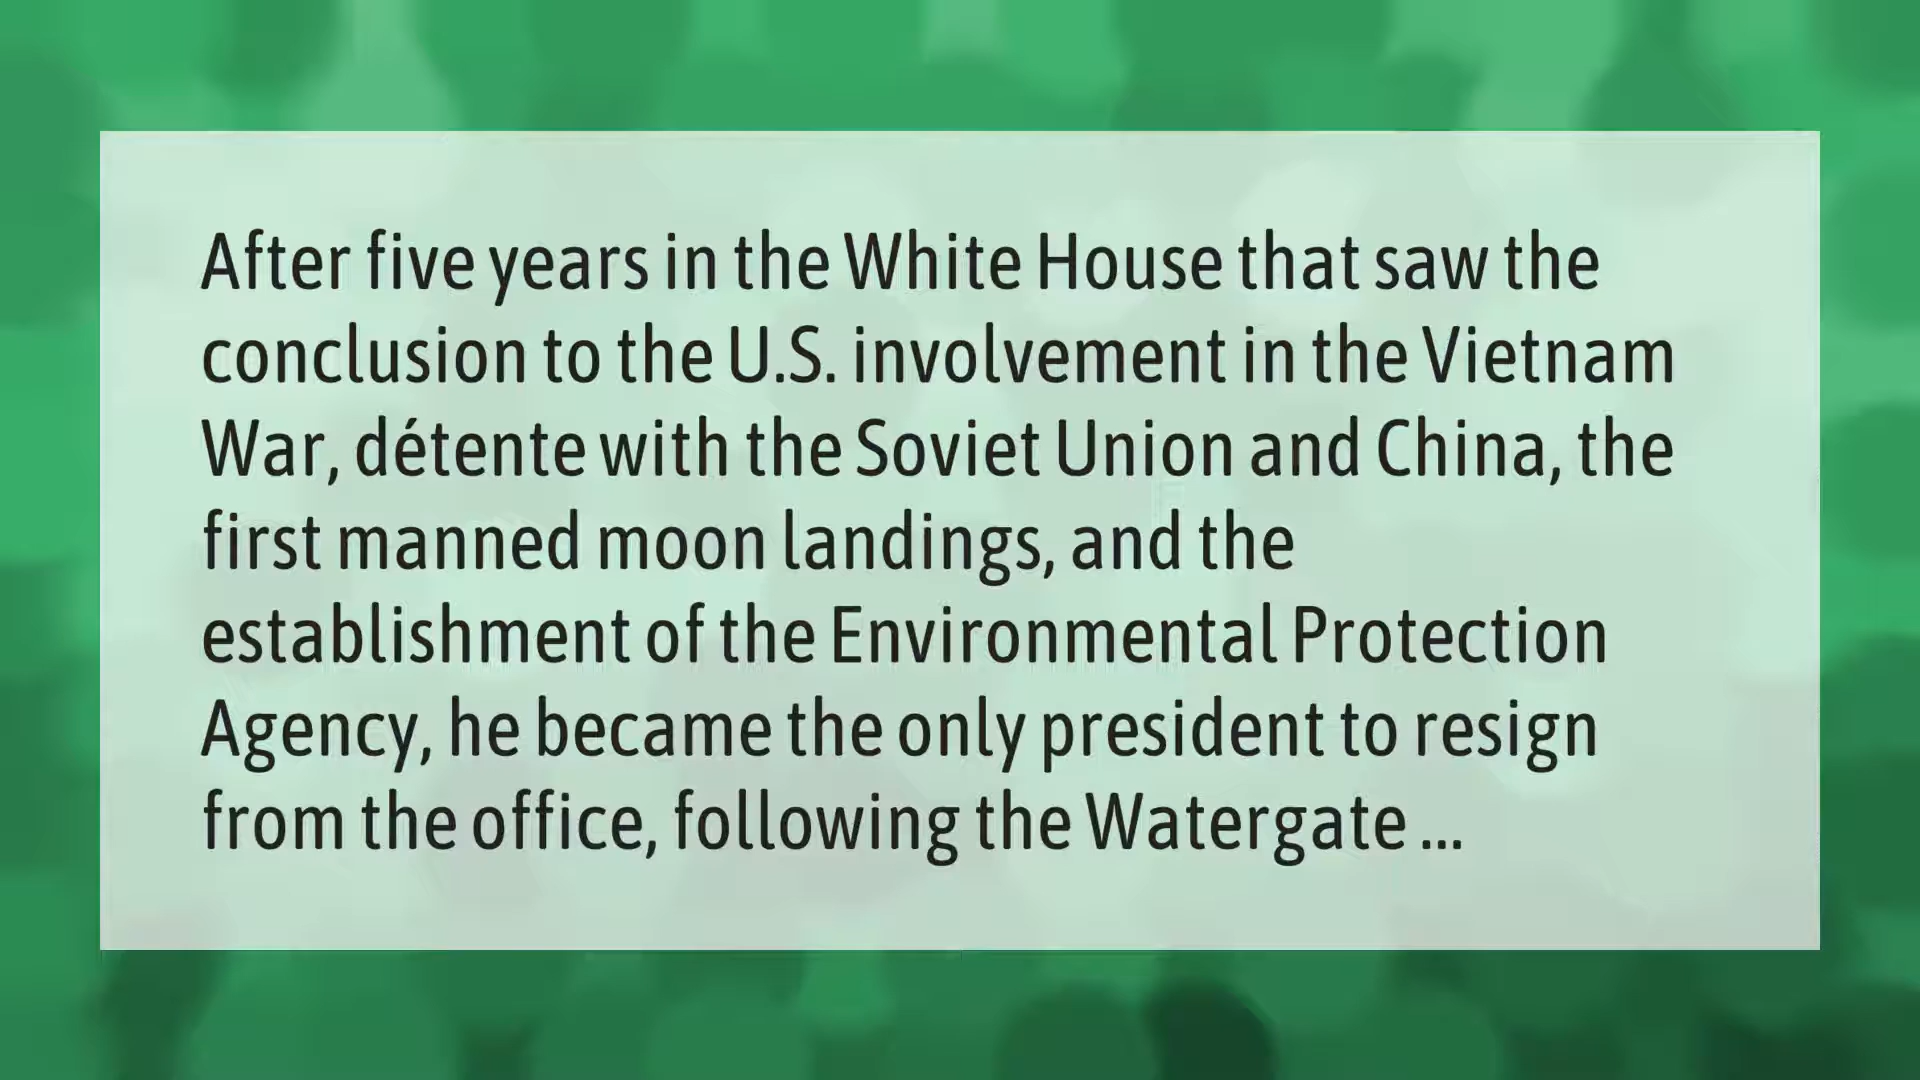 After five years in the White House that saw the
conclusion to the U.S. involvement in the Vietnam
War, détente with the Soviet Union and China, the
first manned moon landings, and the
establishment of the Environmental Protection
Agency, he became the only president to resign
from the office, following the Watergate ...